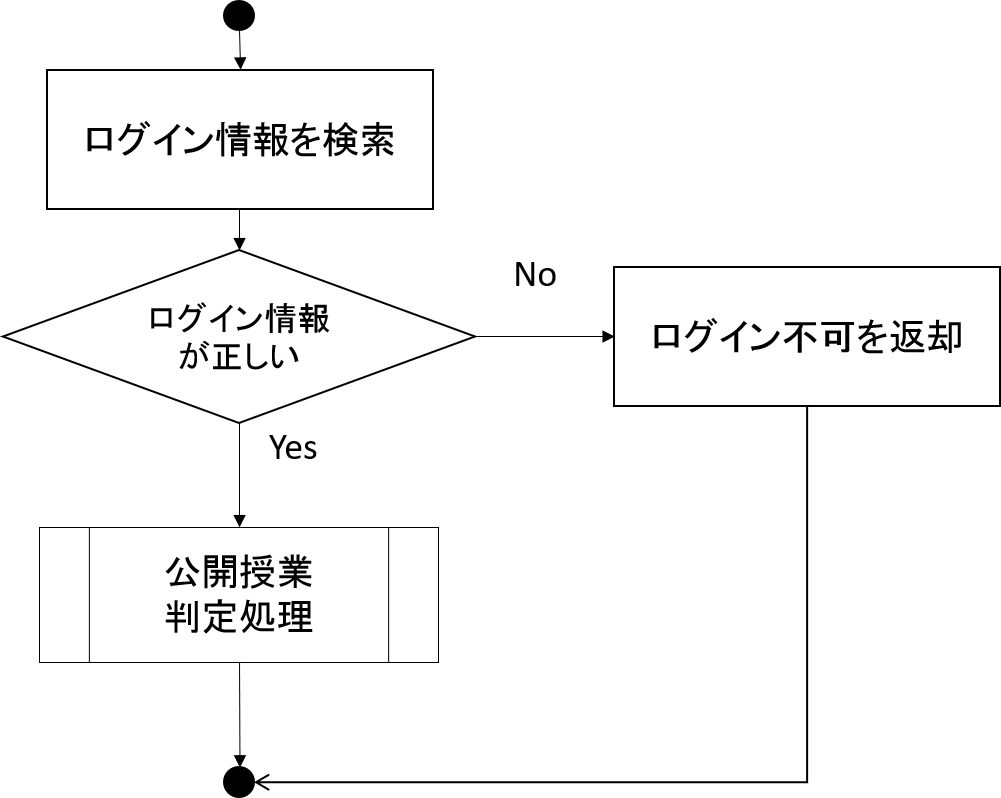 ログイン情報を検索
ログイン情報
が正しい
No
ログイン不可を返却
Yes
公開授業
判定処理